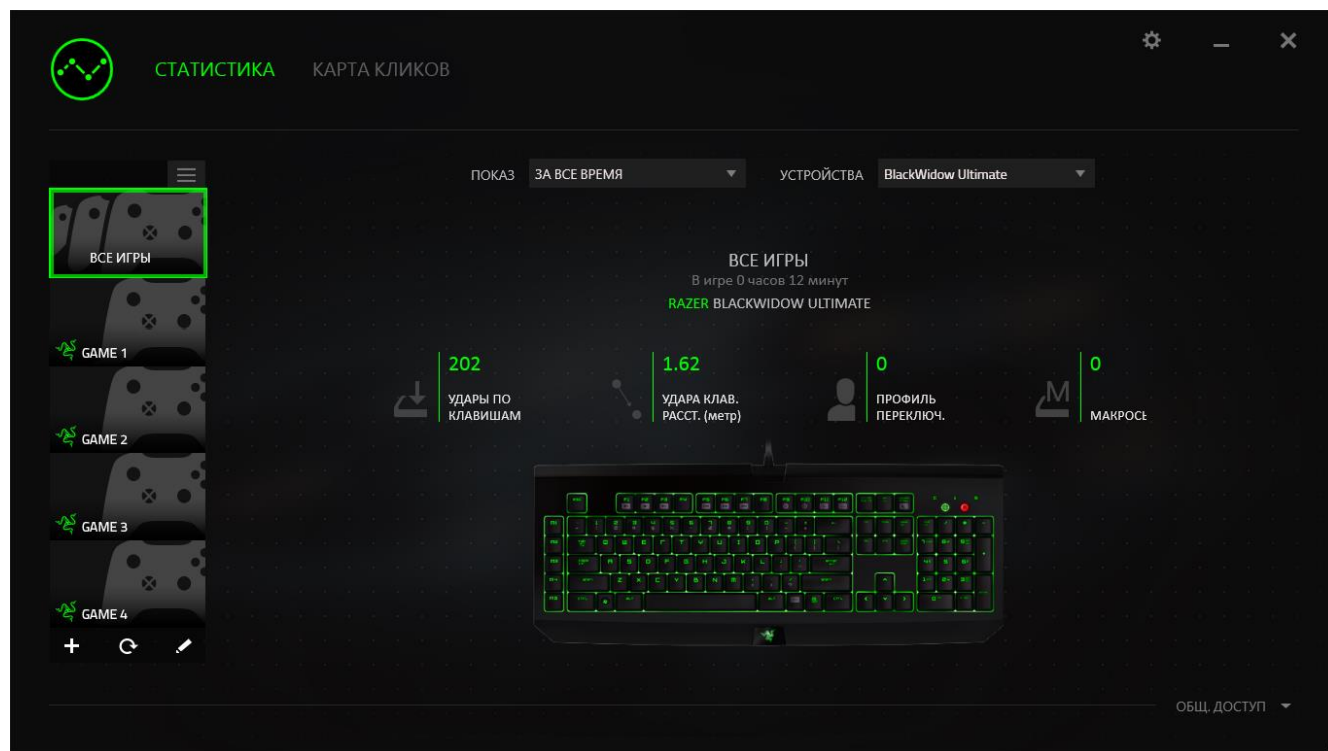 СТАТИСТИКА КАРТА КЛИКОВ
ПОКАЗ ЗА ВСЕ ВРЕМЯ УСТРОЙСТВА BlackWidow Ultimate
ВСЕ ИГРЫ
GAME 1
GAME 2
GAME 3
GAME 4
ВСЕ ИГРЫ
В игре 0 часов 12 минут
RAZER BLACKWIDOW ULTIMATE
202
УДАРЫ ПО
КЛАВИШАМ
1.62
УДАРА КЛАВ.
РАССТ. (метр)
0
ПРОФИЛЬ
ПЕРЕКЛЮЧ.
M
0
МАКРОСЕ
ОБЩ. ДОСТУП